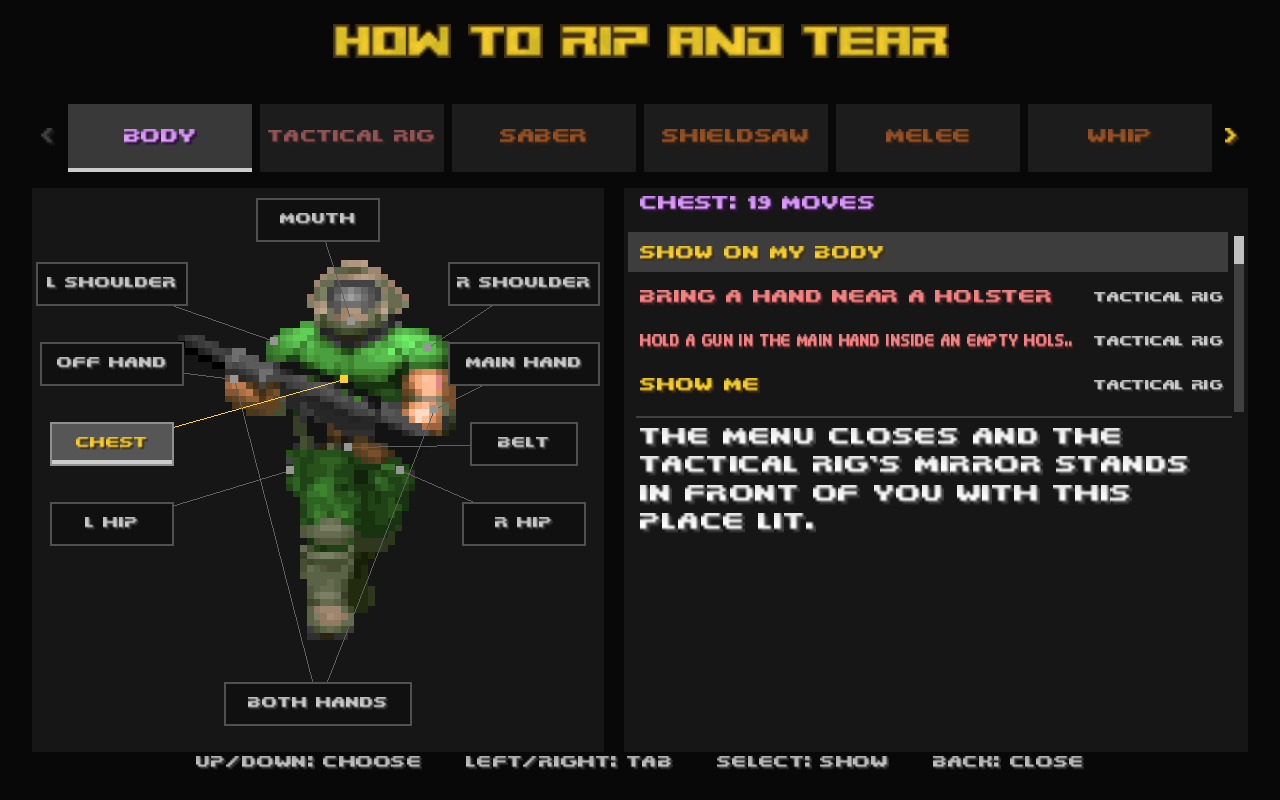 HOW TO RIP AND TEAR
< BODY TACTICAL RIG SABER SHIELDSAW MELEE WHIP >
MOUTH
L SHOULDER
R SHOULDER
OFF HAND
MAIN HAND
CHEST
BELT
L HIP
R HIP
BOTH HANDS
CHEST: 19 MOVES
SHOW ON MY BODY
BRING A HAND NEAR A HOLSTER TACTICAL RIG
HOLD A GUN IN THE MAIN HAND INSIDE AN EMPTY HOLS.. TACTICAL RIG
SHOW ME TACTICAL RIG
THE MENU CLOSES AND THE
TACTICAL RIG'S MIRROR STANDS
IN FRONT OF YOU WITH THIS
PLACE LIT.
UP/DOWN: CHOOSE LEFT/RIGHT: TAB SELECT: SHOW BACK: CLOSE